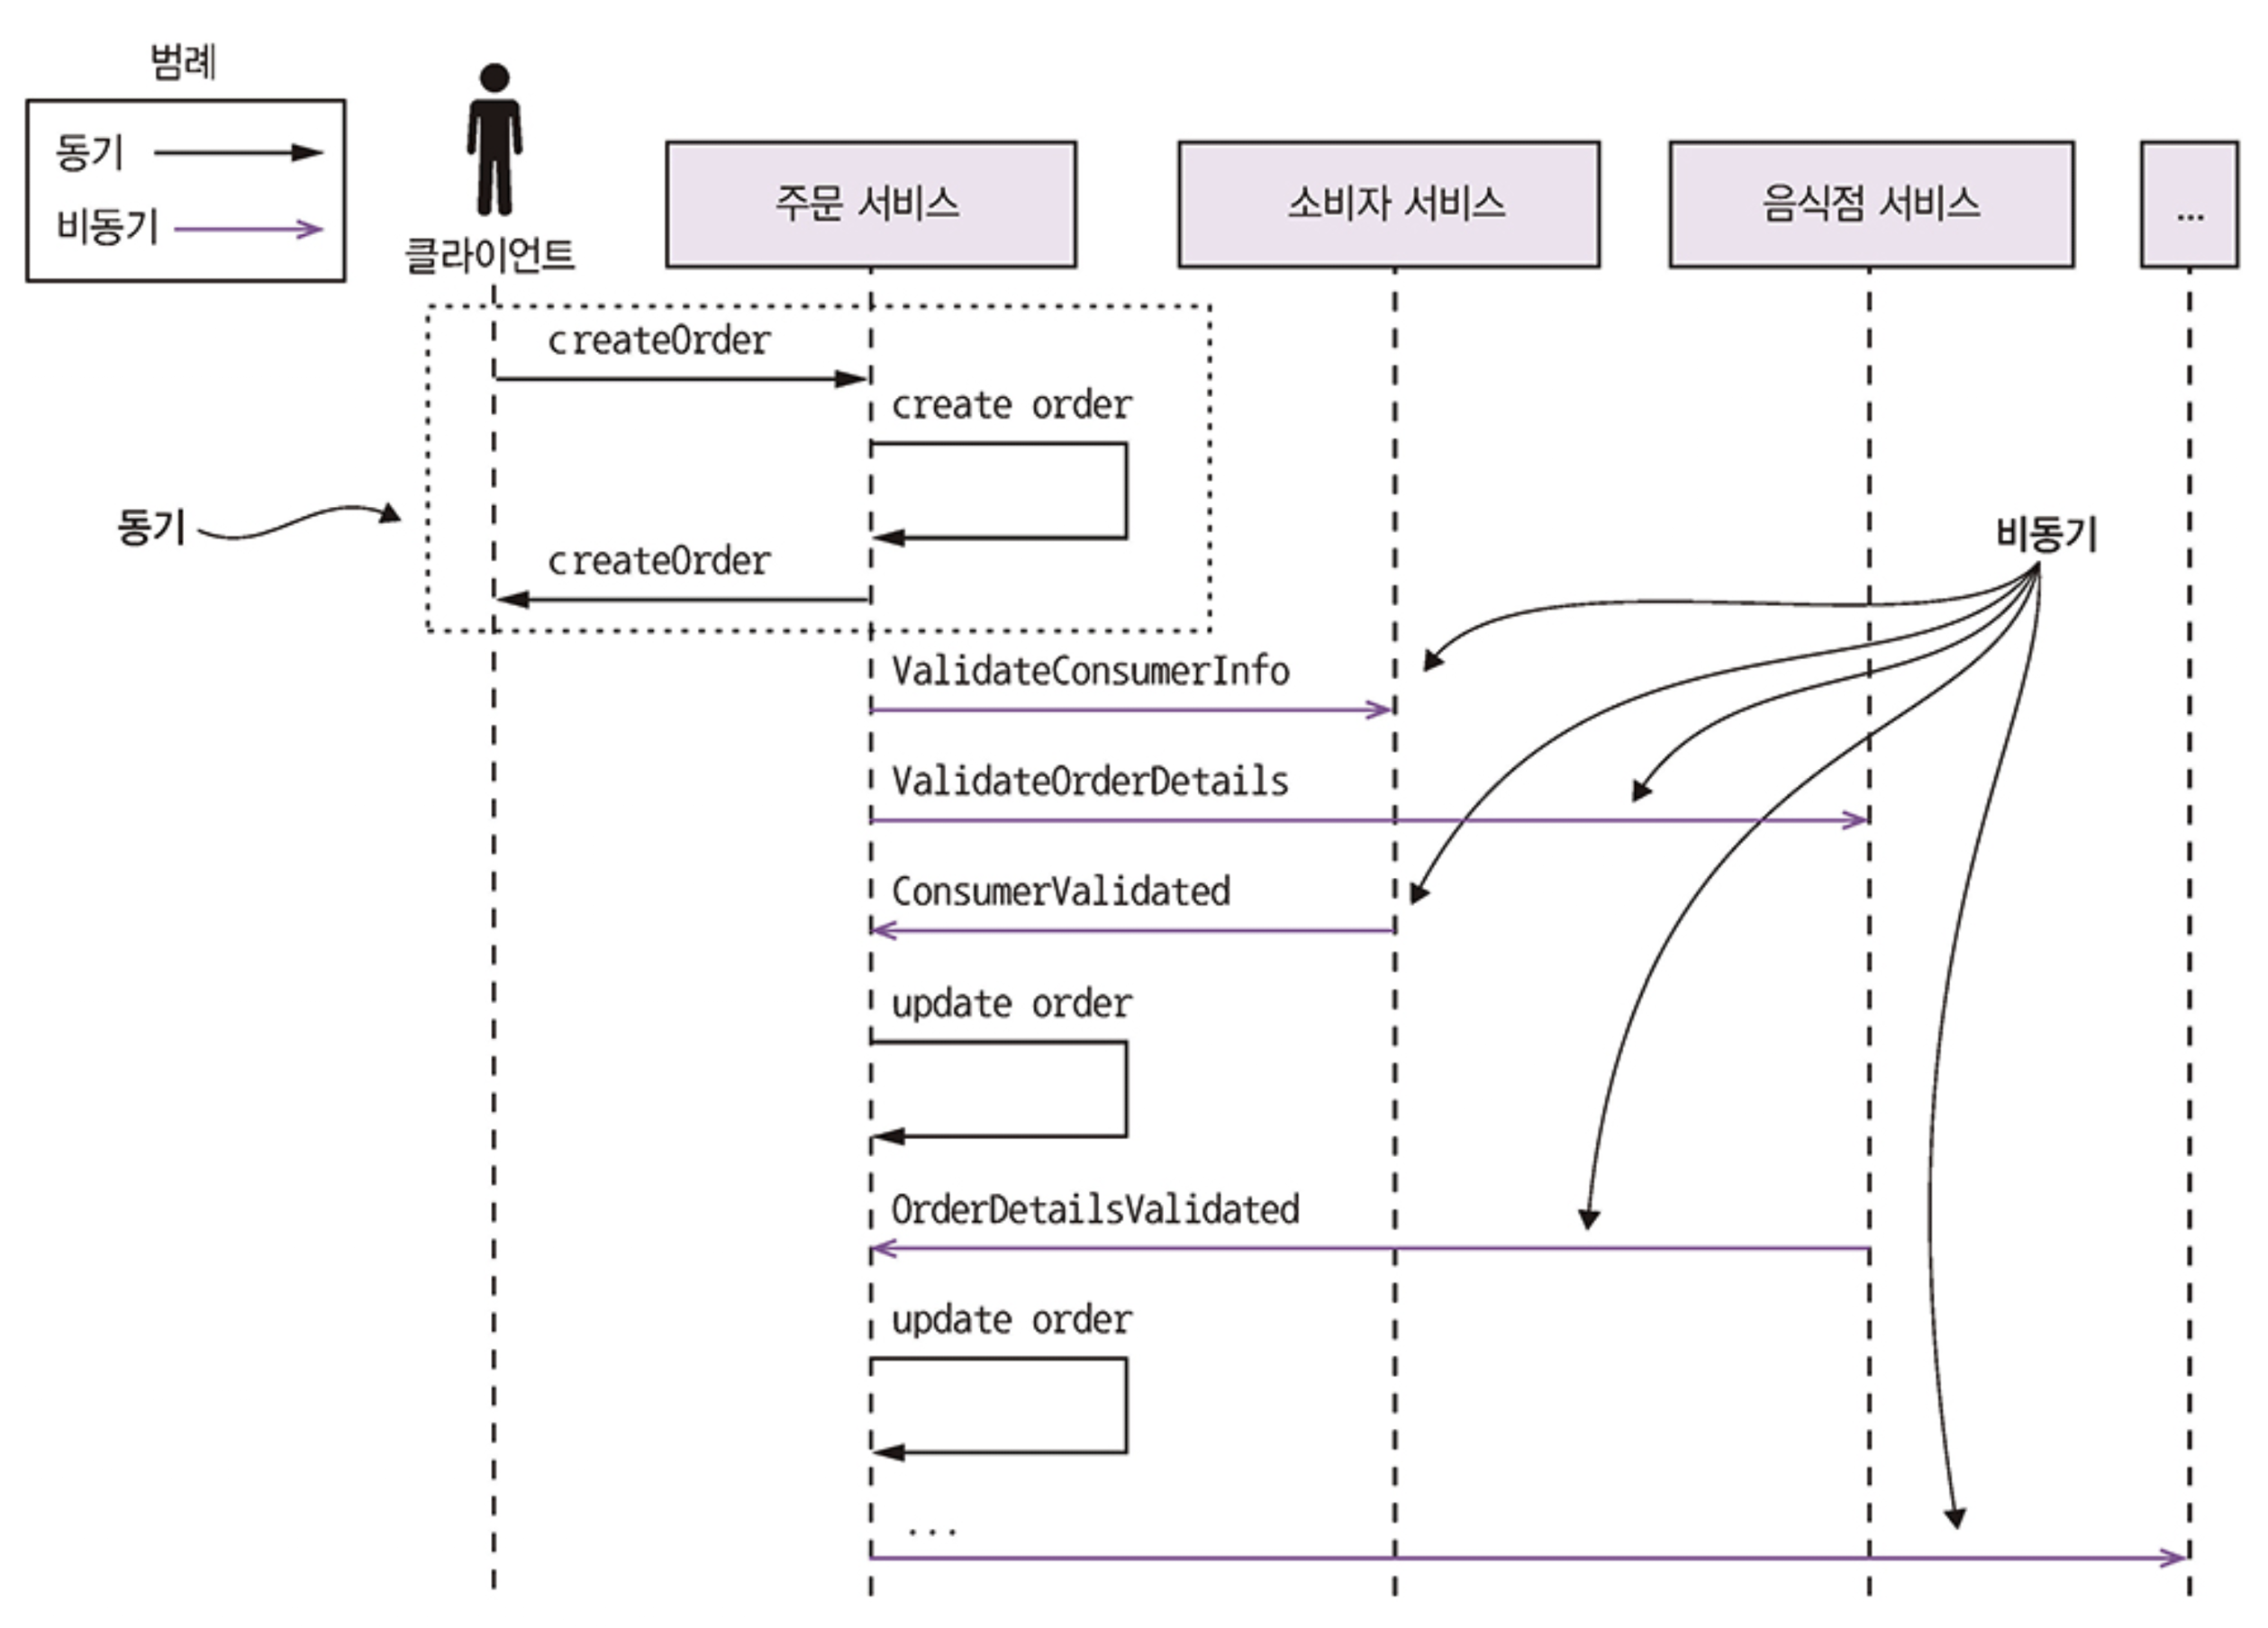 범례
동기
비동기
클라이언트
주문 서비스
소비자 서비스
음식점 서비스
...
createOrder
create order
동기
createOrder
비동기
ValidateConsumerInfo
ValidateOrderDetails
ConsumerValidated
update order
OrderDetailsValidated
update order
...